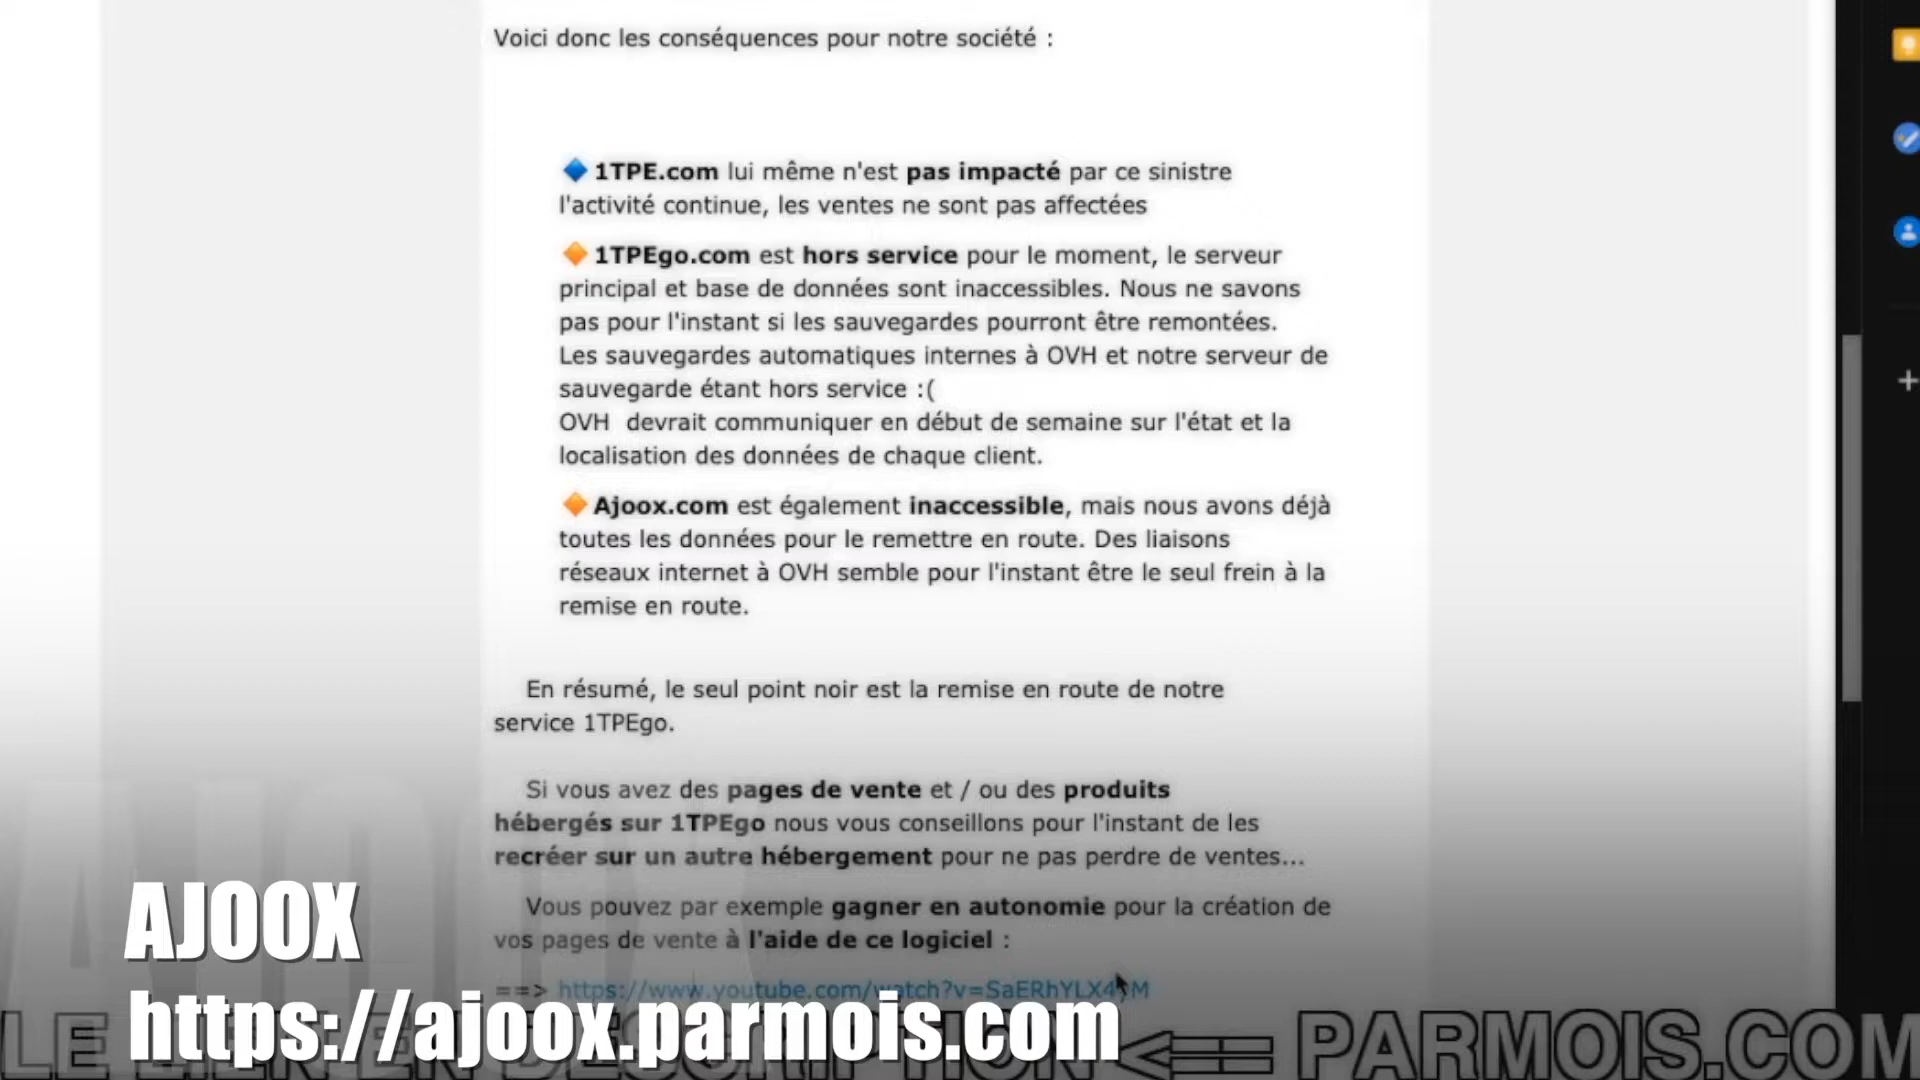 Voici donc les conséquences pour notre société :
1TPE.com lui même n'est pas impacté par ce sinistre
l'activité continue, les ventes ne sont pas affectées
1TPEgo.com est hors service pour le moment, le serveur
principal et base de données sont inaccessibles. Nous ne savons
pas pour l'instant si les sauvegardes pourront être remontées.
Les sauvegardes automatiques internes à OVH et notre serveur de
sauvegarde étant hors service :(
OVH devrait communiquer en début de semaine sur l'état et la
localisation des données de chaque client.
Ajoox.com est également inaccessible, mais nous avons déjà
toutes les données pour le remettre en route. Des liaisons
réseaux internet à OVH semble pour l'instant être le seul frein à la
remise en route.
En résumé, le seul point noir est la remise en route de notre
service 1TPEgo.
Si vous avez des pages de vente et / ou des produits
hébergés sur 1TPEgo nous vous conseillons pour l'instant de les
recréer sur un autre hébergement pour ne pas perdre de ventes...
Vous pouvez par exemple gagner en autonomie pour la création de
vos pages de vente à l'aide de ce logiciel :
==>
AJOOX
https://ajoox.parmois.com
LE LIEN EN DESCRIPTION <== PARMOIS.COM